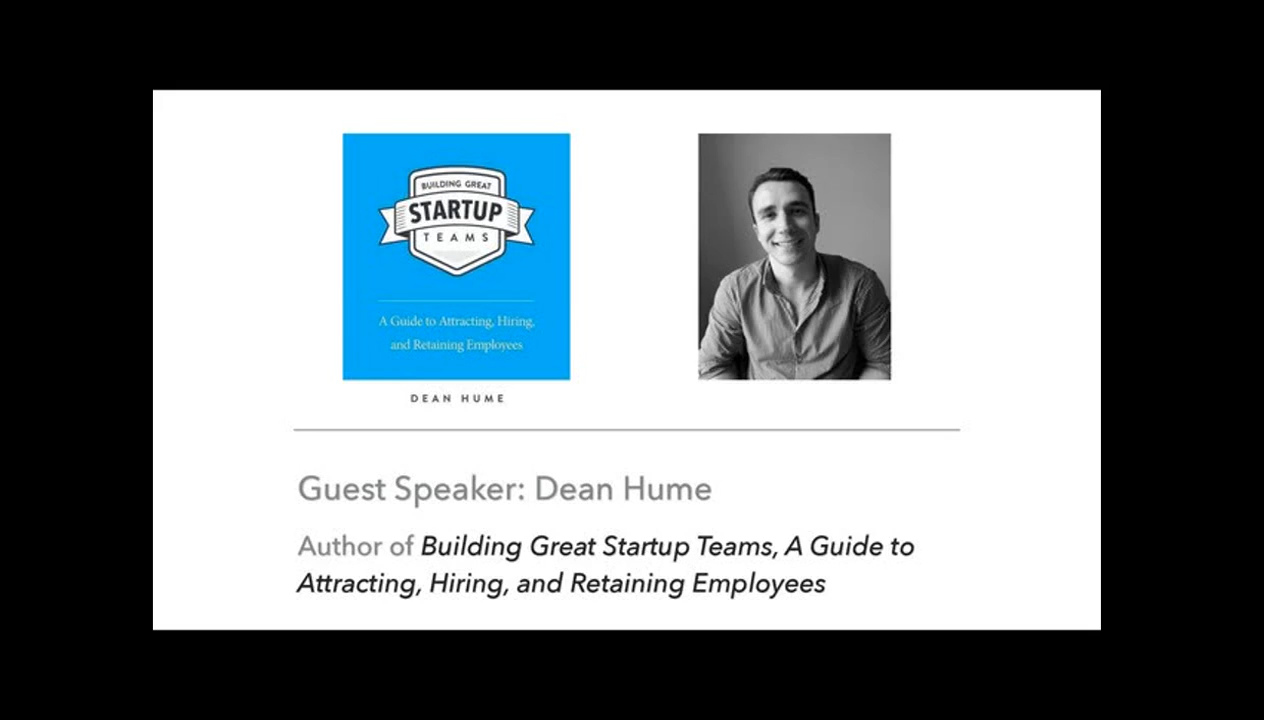 BUILDING GREAT
STARTUP
TEAMS
A Guide to Attracting, Hiring,
and Retaining Employees
DEAN HUME
Guest Speaker: Dean Hume
Author of Building Great Startup Teams, A Guide to
Attracting, Hiring, and Retaining Employees